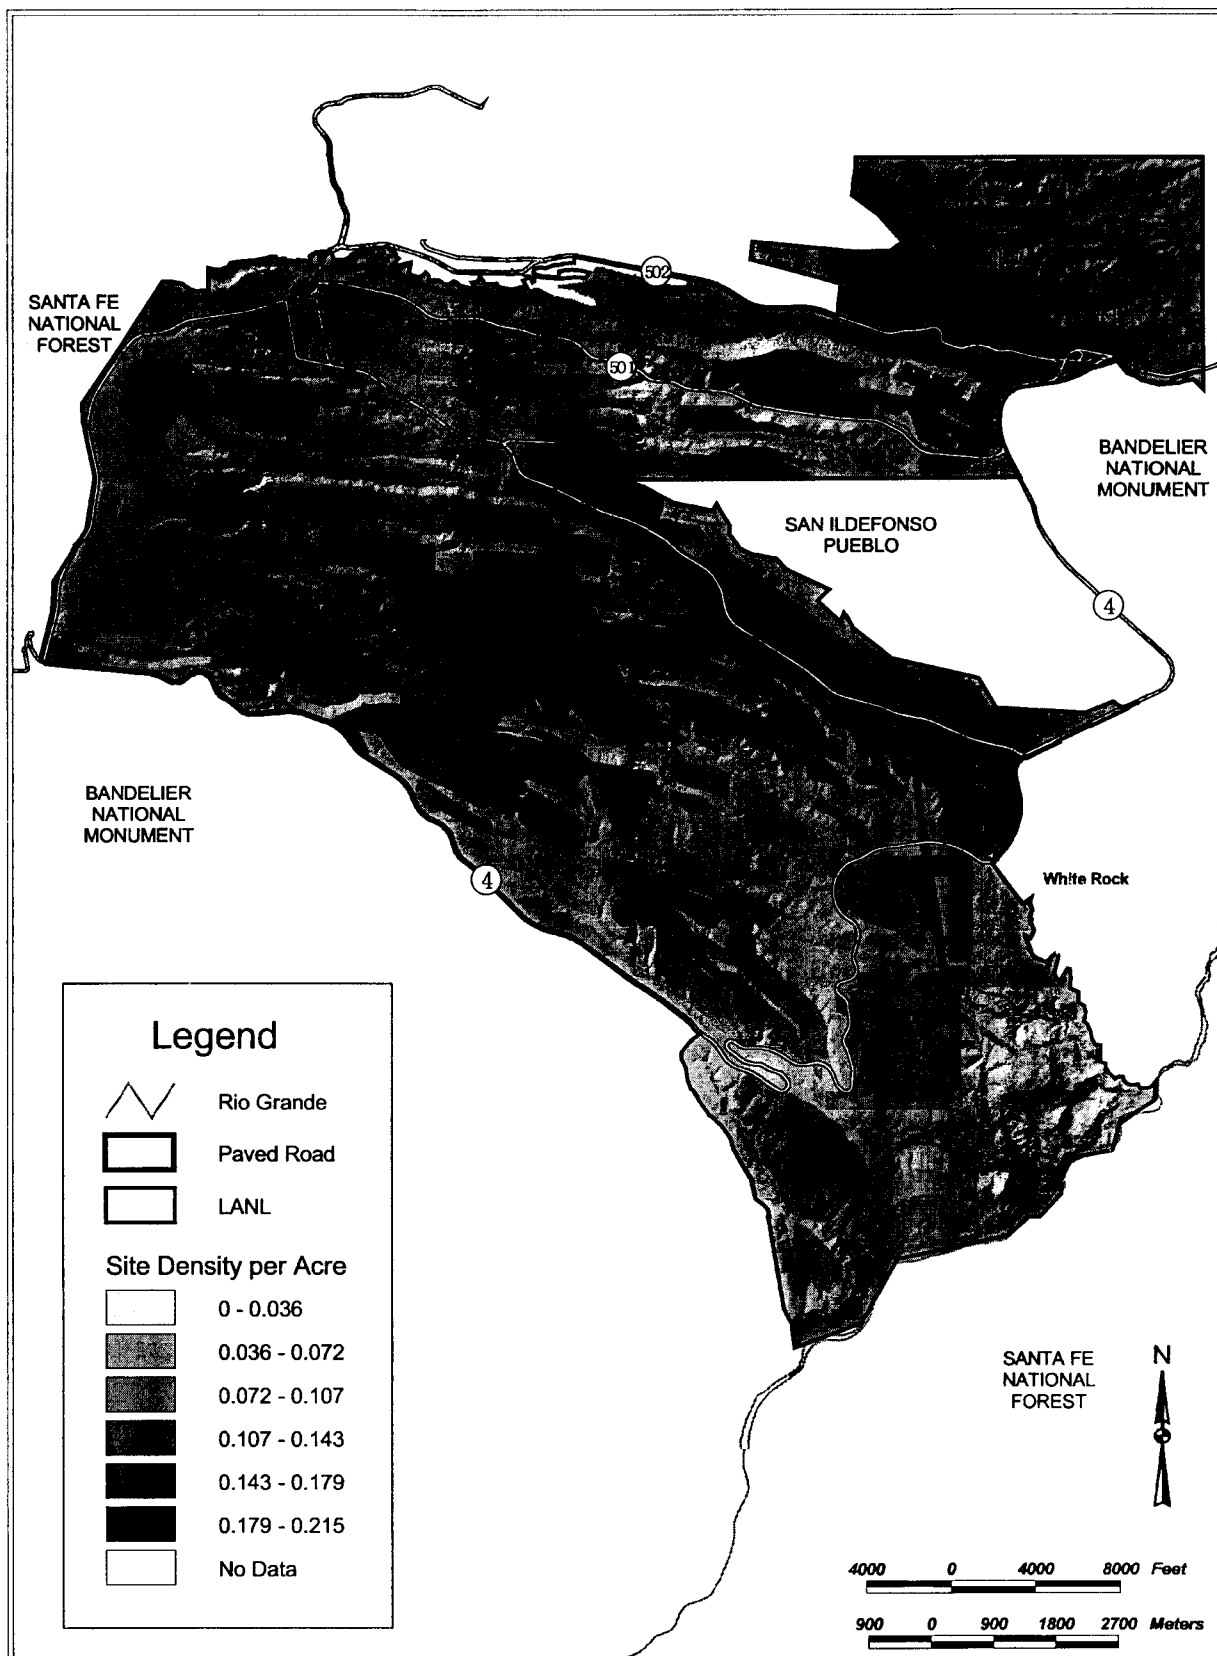 502
SANTA FE
NATIONAL
FOREST
501
BANDELIER
NATIONAL
MONUMENT
SAN ILDEFONSO
PUEBLO
4
BANDELIER
NATIONAL
MONUMENT
4
White Rock
Legend
Rio Grande
Paved Road
LANL
Site Density per Acre
0 - 0.036
0.036 - 0.072
0.072 - 0.107
0.107 - 0.143
0.143 - 0.179
0.179 - 0.215
No Data
SANTA FE
NATIONAL
FOREST
N
4000 0 4000 8000 Feet
900 0 900 1800 2700 Meters